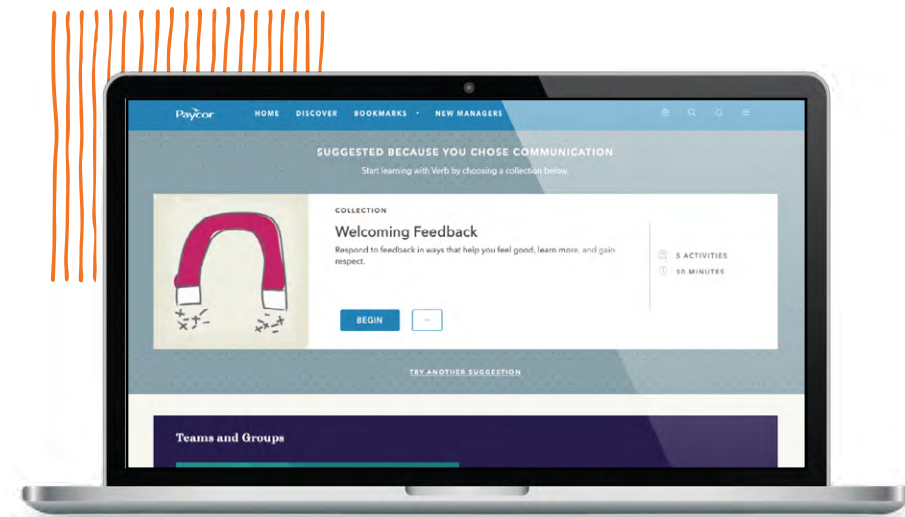 Paycor HOME DISCOVER BOOKMARKS NEW MANAGERS
SUGGESTED BECAUSE YOU CHOSE COMMUNICATION
Start learning with Verb by choosing a collection below.
COLLECTION
Welcoming Feedback
Respond to feedback in ways that help you feel good, learn more, and gain
respect.
5 ACTIVITIES
30 MINUTES
BEGIN
TRY ANOTHER SUGGESTION
Teams and Groups